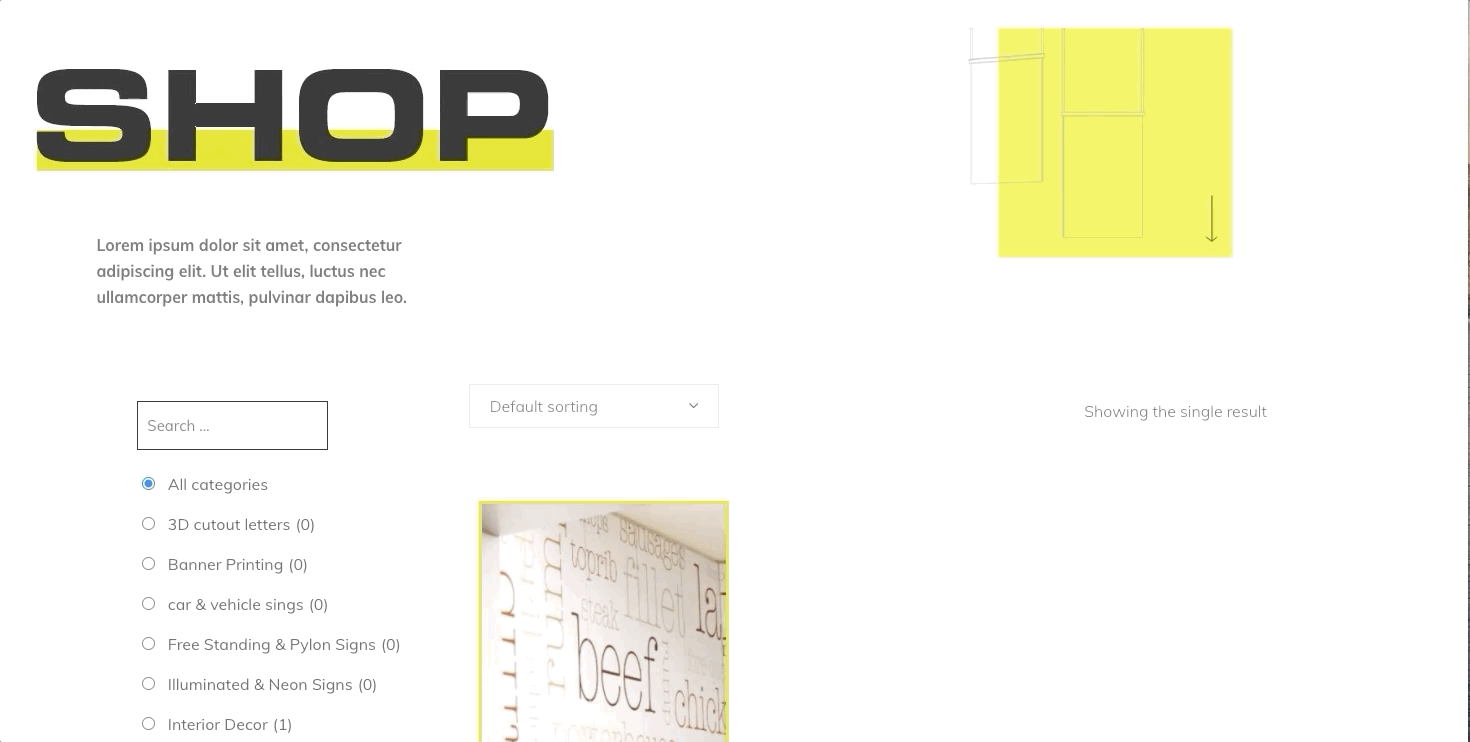 SHOP
Lorem ipsum dolor sit amet, consectetur
adipiscing elit. Ut elit tellus, luctus nec
ullamcorper mattis, pulvinar dapibus leo.
Search ...
Default sorting
Showing the single result
All categories
3D cutout letters (0)
Banner Printing (0)
car & vehicle sings (0)
Free Standing & Pylon Signs (0)
Illuminated & Neon Signs (0)
Interior Decor (1)
sausages
toprib
fillet
steak
beef
chick